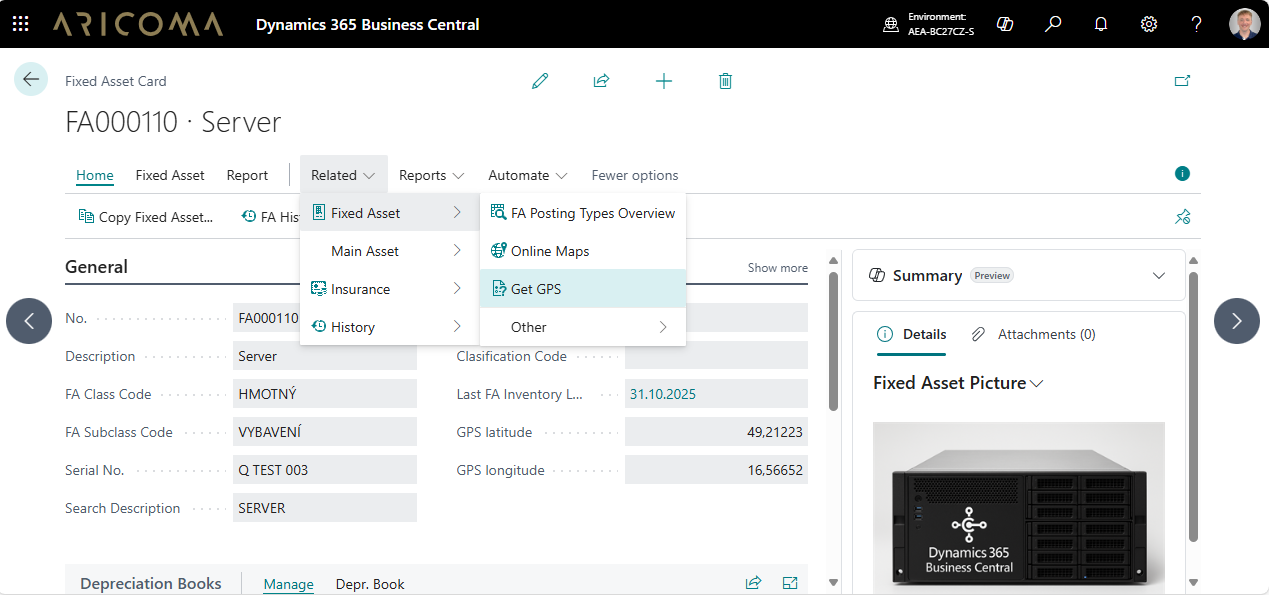 ARICOMA
Dynamics 365 Business Central
Environment:
AEA-BC27CZ-S
Fixed Asset Card
FA000110 · Server
Home Fixed Asset Report Related Reports Automate Fewer options
Copy Fixed Asset... FA His
Fixed Asset
Main Asset
Insurance
History
FA Posting Types Overview
Online Maps
Get GPS
Other
General
Show more
No. FA000110
Description Server
FA Class Code HMOTNÝ
FA Subclass Code VYBAVENÍ
Serial No. Q TEST 003
Search Description SERVER
Clasification Code
Last FA Inventory L... 31.10.2025
GPS latitude 49,21223
GPS longitude 16,56652
Summary Preview
Details Attachments (0)
Fixed Asset Picture
Dynamics 365
Business Central
Depreciation Books Manage Depr. Book